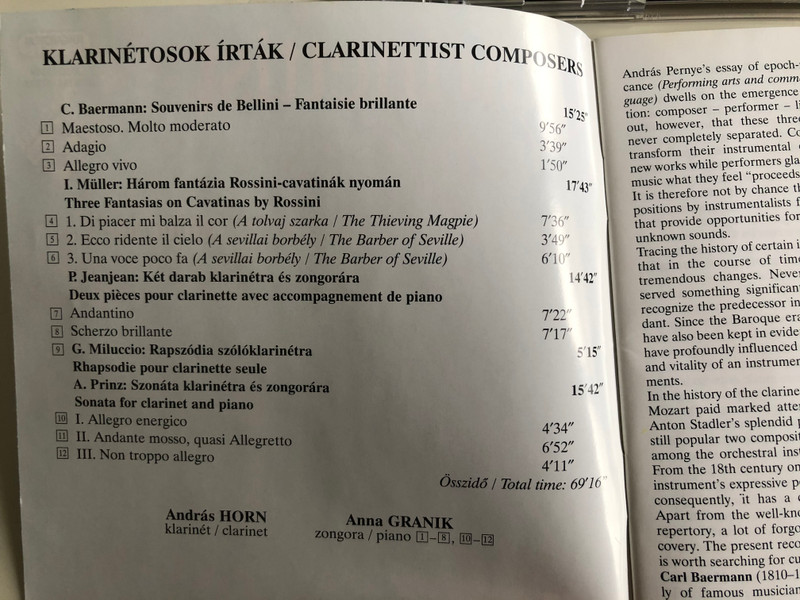 KLARINÉTOSOK ÍRTÁK / CLARINETTIST COMPOSERS
C. Baermann: Souvenirs de Bellini – Fantaisie brillante 15'25"
1 Maestoso. Molto moderato 9'56"
2 Adagio 3'39"
3 Allegro vivo 1'50"
I. Müller: Három fantázia Rossini-cavatinák nyomán 17'43"
Three Fantasias on Cavatinas by Rossini
4 1. Di piacer mi balza il cor (A tolvaj szarka / The Thieving Magpie) 7'36"
5 2. Ecco ridente il cielo (A sevillai borbély / The Barber of Seville) 3'49"
6 3. Una voce poco fa (A sevillai borbély / The Barber of Seville) 6'10"
P. Jeanjean: Két darab klarinétra és zongorára 14'42"
Deux pièces pour clarinette avec accompagnement de piano
7 Andantino 7'22"
8 Scherzo brillante 7'17"
9 G. Miluccio: Rapszódia szólóklarinétra 5'15"
Rhapsodie pour clarinette seule
A. Prinz: Szonáta klarinétra és zongorára 15'42"
Sonata for clarinet and piano
10 I. Allegro energico 4'34"
11 II. Andante mosso, quasi Allegretto 6'52"
12 III. Non troppo allegro 4'11"
Összidő / Total time: 69'16"
András HORN
klarinét / clarinet
Anna GRANIK
zongora / piano 1–8, 10–12
András Pernye's essay of epoch-
cance (Performing arts and comm
guage) dwells on the emergence
tion: composer – performer –
out, however, that these three
never completely separated.
transform their instrumental
new works while performers
music what they feel "proceeds
It is therefore not by chance
positions by instrumentalists
that provide opportunities for
unknown sounds.
Tracing the history of certain
that in the course of time
tremendous changes.
served something significan
recognize the predecessor in
dant. Since the Baroque era
have also been kept in evide
have profoundly influenced
and vitality of an instrumen
ments.
In the history of the clarine
Mozart paid marked atte
Anton Stadler's splendid
still popular two composit
among the orchestral inst
From the 18th century on
instrument's expressive
consequently, it has a
Apart from the well-kno
repertory, a lot of forgo
covery. The present reco
is worth searching for
Carl Baermann (1810–1
ly of famous musician